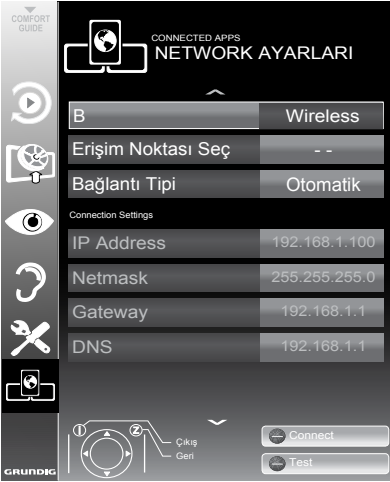 COMFORT
GUIDE
CONNECTED APPS
NETWORK AYARLARI
B Wireless
Erişim Noktası Seç - -
Bağlantı Tipi Otomatik
Connection Settings
IP Address 192.168.1.100
Netmask 255.255.255.0
Gateway 192.168.1.1
DNS 192.168.1.1
1 2
Çıkış
Geri
Connect
Test
GRUNDIG